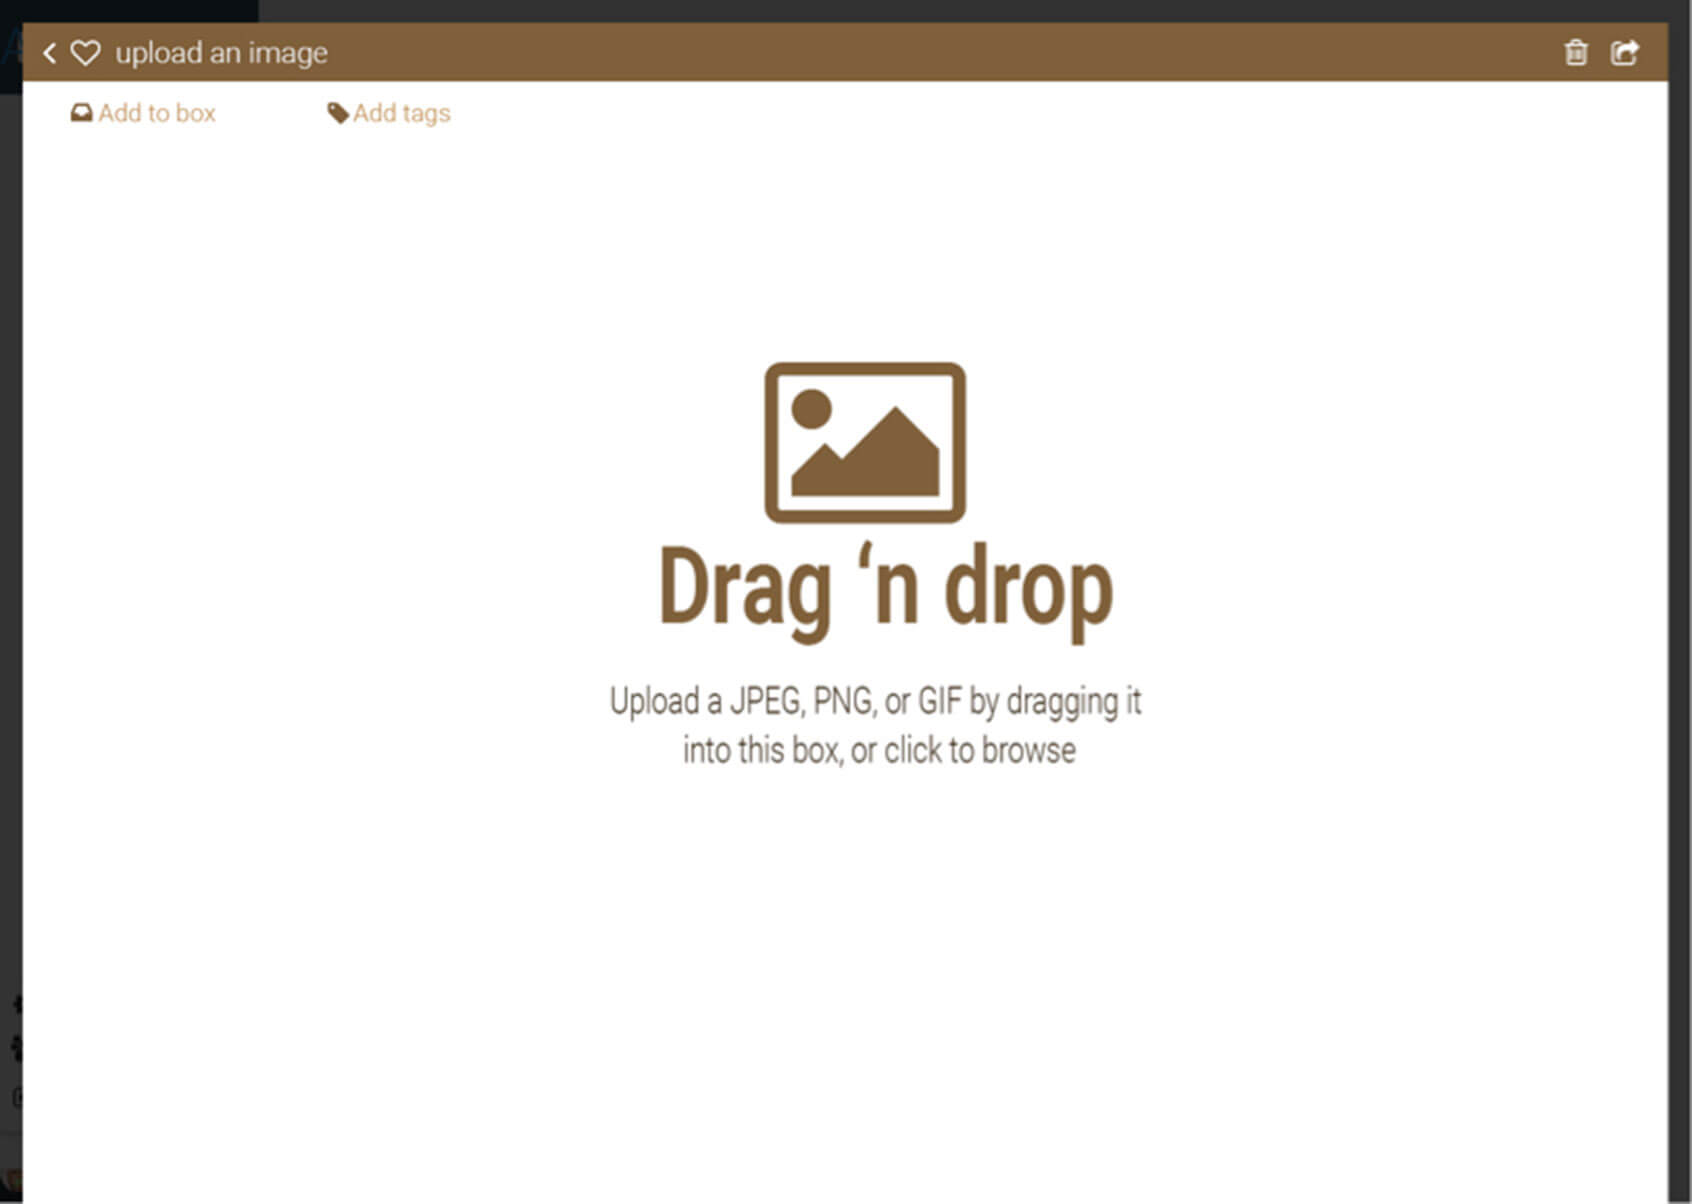 upload an image
Add to box
Add tags
Drag ‘n drop
Upload a JPEG, PNG, or GIF by dragging it
into this box, or click to browse